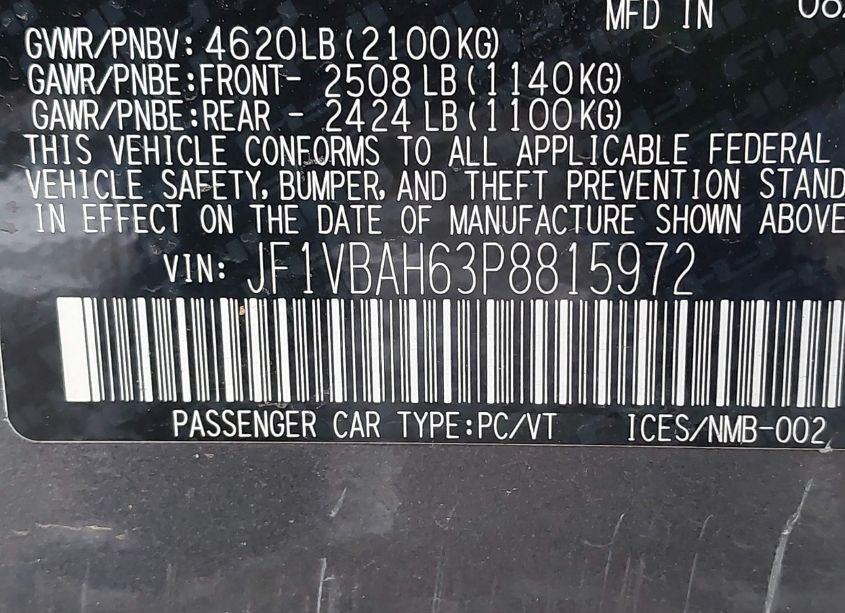 MFD IN 08
GVWR/PNBV: 4620LB(2100KG)
GAWR/PNBE:FRONT- 2508 LB(1140KG)
GAWR/PNBE:REAR - 2424 LB(1100KG)
THIS VEHICLE CONFORMS TO ALL APPLICABLE FEDERAL
VEHICLE SAFETY, BUMPER, AND THEFT PREVENTION STAND
IN EFFECT ON THE DATE OF MANUFACTURE SHOWN ABOVE
VIN: JF1VBAH63P8815972
PASSENGER CAR TYPE:PC/VT ICES/NMB-002